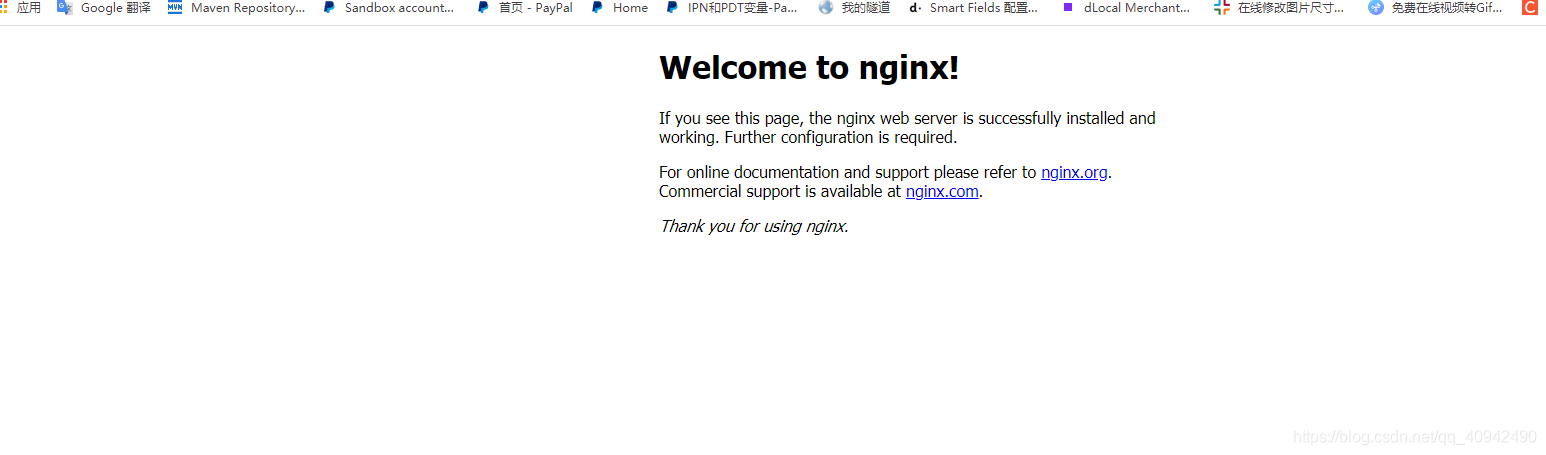 应用 Google 翻译 Maven Repository... Sandbox account... 首页 - PayPal Home IPN和PDT变量-Pa... 我的隧道 d· Smart Fields 配置... dLocal Merchant... 在线修改图片尺寸... 免费在线视频转Gif... C
Welcome to nginx!
If you see this page, the nginx web server is successfully installed and
working. Further configuration is required.
For online documentation and support please refer to nginx.org.
Commercial support is available at nginx.com.
Thank you for using nginx.
https://blog.csdn.net/qq_40942490